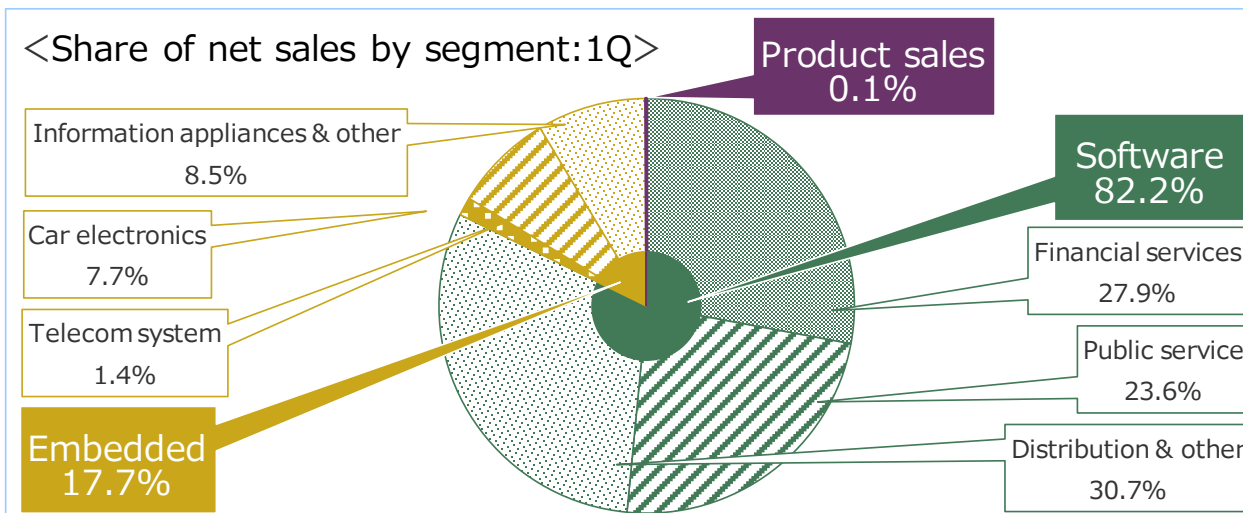 <Share of net sales by segment:1Q>
Product sales
0.1%
Software
82.2%
Financial services
27.9%
Public service
23.6%
Distribution & other
30.7%
Information appliances & other
8.5%
Car electronics
7.7%
Telecom system
1.4%
Embedded
17.7%